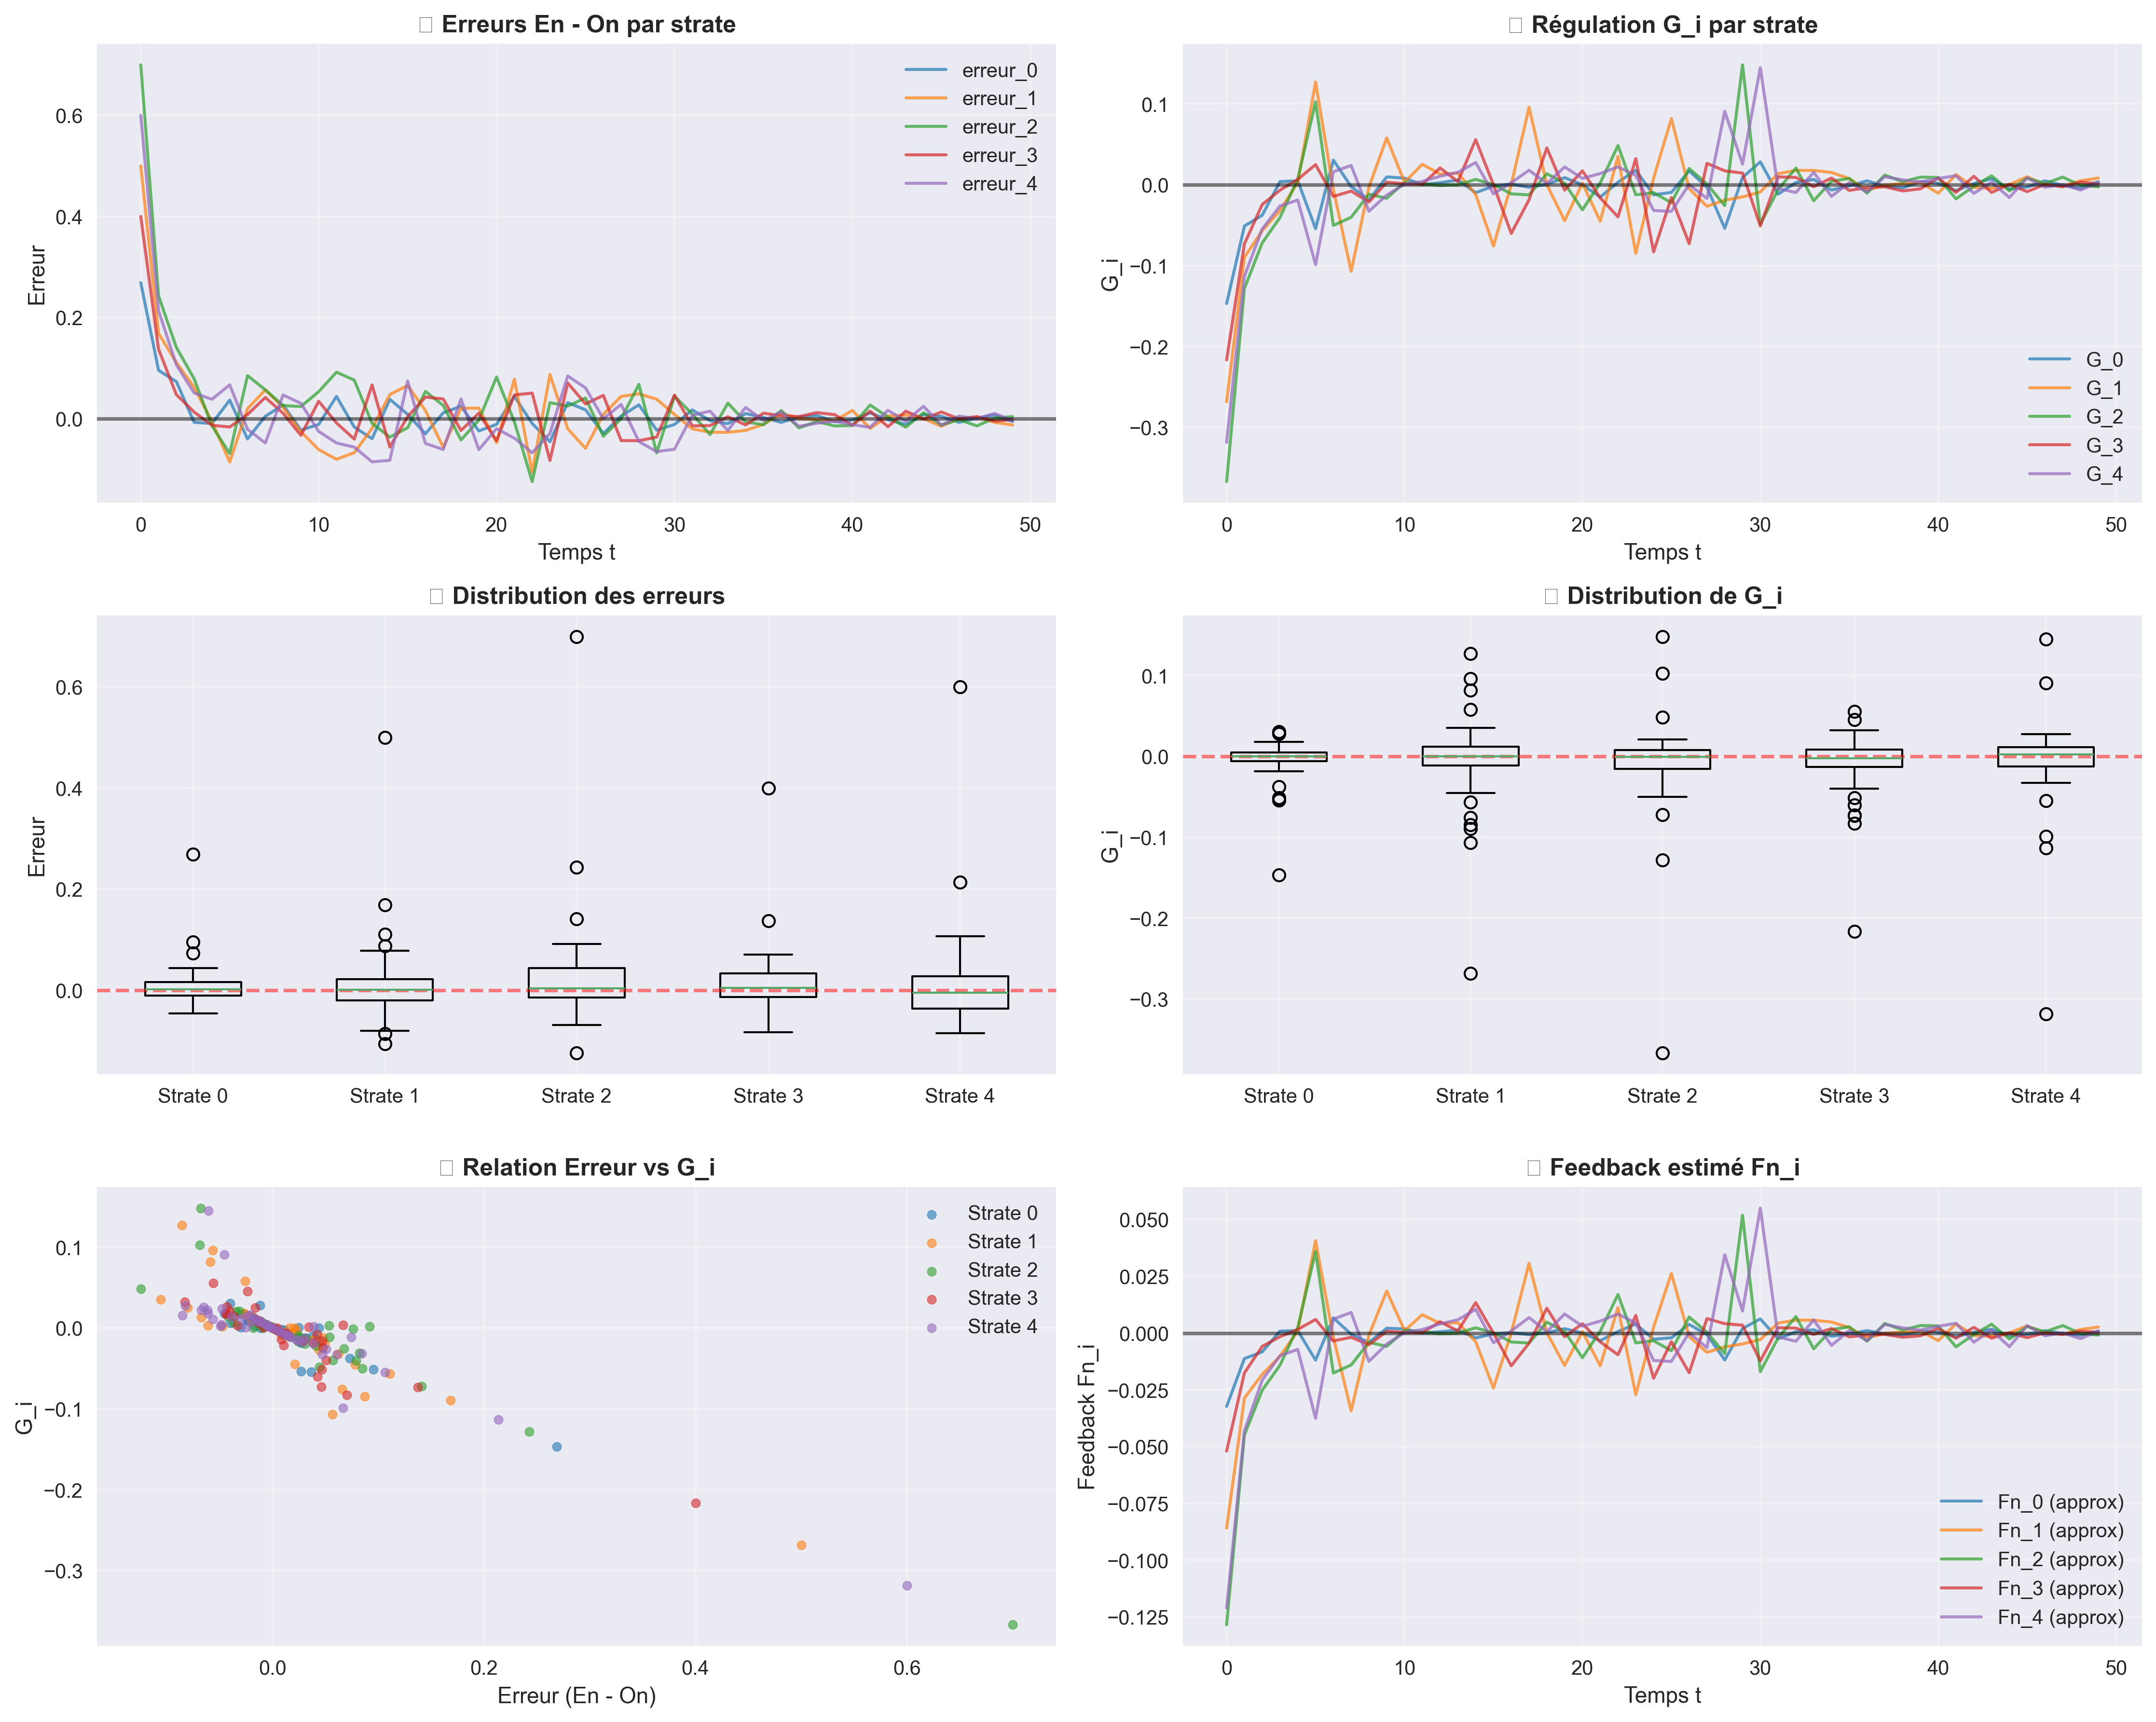 Erreurs En - On par strate
0.6
0.4
0.2
0.0
Erreur
erreur_0
erreur_1
erreur_2
erreur_3
erreur_4
0 10 20 30 40 50
Temps t
Régulation G_i par strate
0.1
0.0
−0.1
−0.2
−0.3
G_i
G_0
G_1
G_2
G_3
G_4
0 10 20 30 40 50
Temps t
Distribution des erreurs
0.6
0.4
0.2
0.0
Erreur
Strate 0 Strate 1 Strate 2 Strate 3 Strate 4
Distribution de G_i
0.1
0.0
−0.1
−0.2
−0.3
G_i
Strate 0 Strate 1 Strate 2 Strate 3 Strate 4
Relation Erreur vs G_i
0.1
0.0
−0.1
−0.2
−0.3
G_i
Strate 0
Strate 1
Strate 2
Strate 3
Strate 4
0.0 0.2 0.4 0.6
Erreur (En - On)
Feedback estimé Fn_i
0.050
0.025
0.000
−0.025
−0.050
−0.075
−0.100
−0.125
Feedback Fn_i
Fn_0 (approx)
Fn_1 (approx)
Fn_2 (approx)
Fn_3 (approx)
Fn_4 (approx)
0 10 20 30 40 50
Temps t